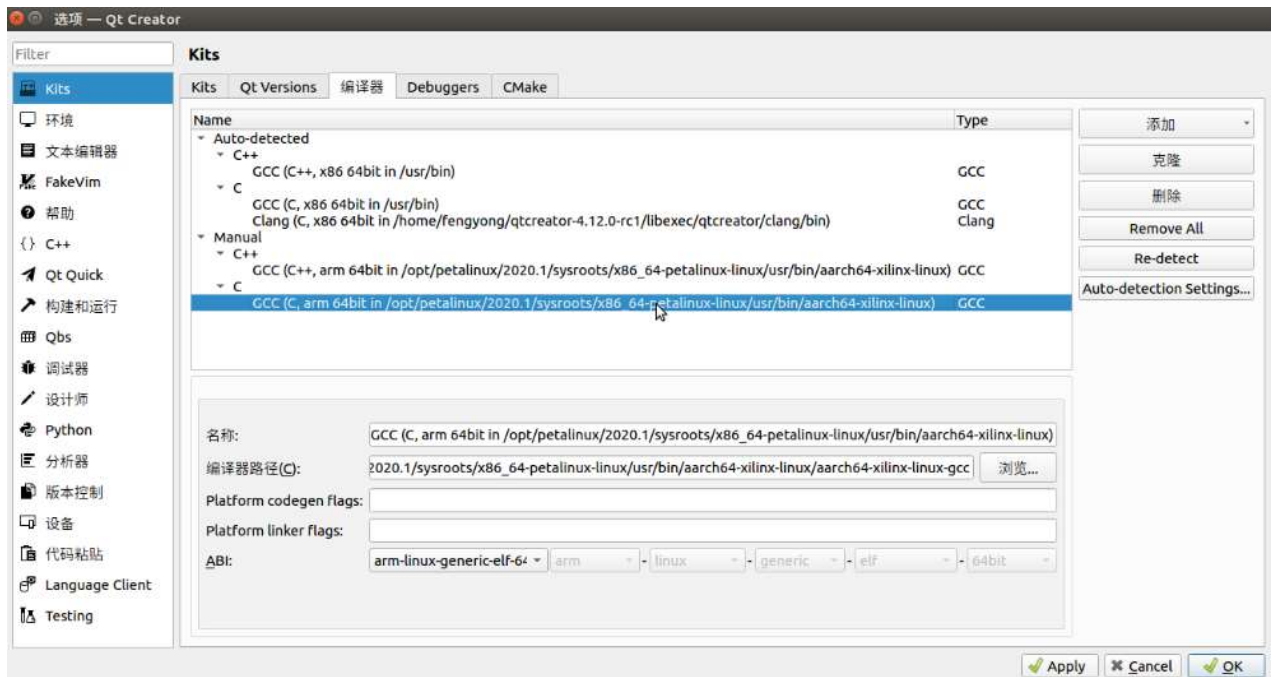 选项 — Qt Creator
Filter
Kits
环境
文本编辑器
FakeVim
帮助
{} C++
Qt Quick
构建和运行
Qbs
调试器
设计师
Python
分析器
版本控制
设备
代码粘贴
Language Client
Testing
Kits
Kits Qt Versions 编译器 Debuggers CMake
Name Type
Auto-detected
C++
GCC (C++, x86 64bit in /usr/bin) GCC
C
GCC (C, x86 64bit in /usr/bin) GCC
Clang (C, x86 64bit in /home/fengyong/qtcreator-4.12.0-rc1/libexec/qtcreator/clang/bin) Clang
Manual
C++
GCC (C++, arm 64bit in /opt/petalinux/2020.1/sysroots/x86_64-petalinux-linux/usr/bin/aarch64-xilinx-linux) GCC
C
GCC (C, arm 64bit in /opt/petalinux/2020.1/sysroots/x86_64-petalinux-linux/usr/bin/aarch64-xilinx-linux) GCC
添加
克隆
删除
Remove All
Re-detect
Auto-detection Settings...
名称: GCC (C, arm 64bit in /opt/petalinux/2020.1/sysroots/x86_64-petalinux-linux/usr/bin/aarch64-xilinx-linux)
编译器路径(C): 2020.1/sysroots/x86_64-petalinux-linux/usr/bin/aarch64-xilinx-linux/aarch64-xilinx-linux-gcc 浏览...
Platform codegen flags:
Platform linker flags:
ABI: arm-linux-generic-elf-64 arm - linux - generic - elf - 64bit
Apply Cancel OK